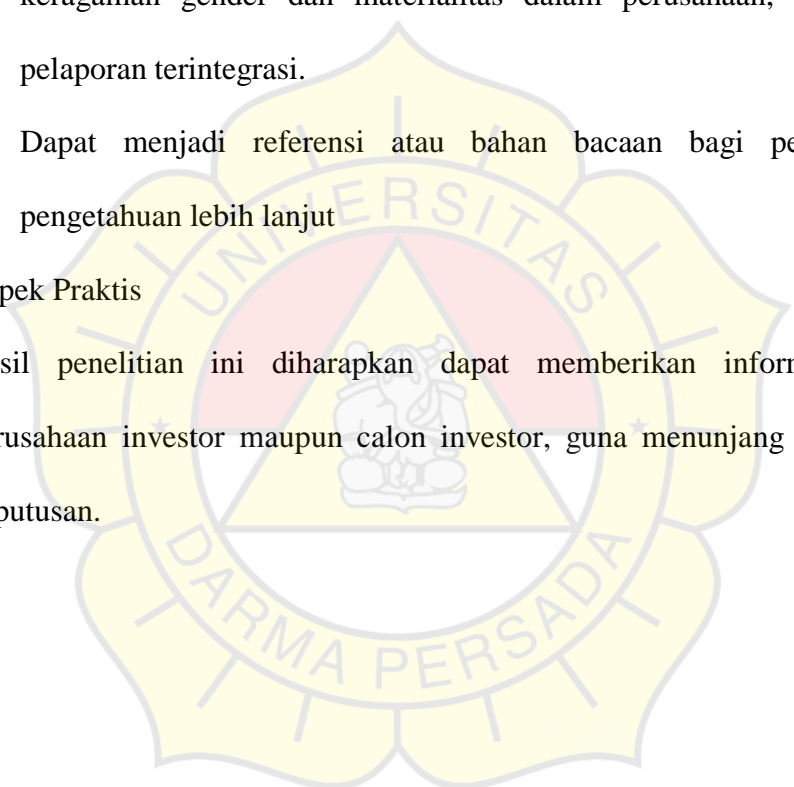 keragaman gender dan materialitas dalam perusahaan,
pelaporan terintegrasi.
Dapat menjadi referensi atau bahan bacaan bagi pe
pengetahuan lebih lanjut
pek Praktis
sil penelitian ini diharapkan dapat memberikan infor
rusahaan investor maupun calon investor, guna menunjang
putusan.
UNIVERSITAS
DARMA PERSADA